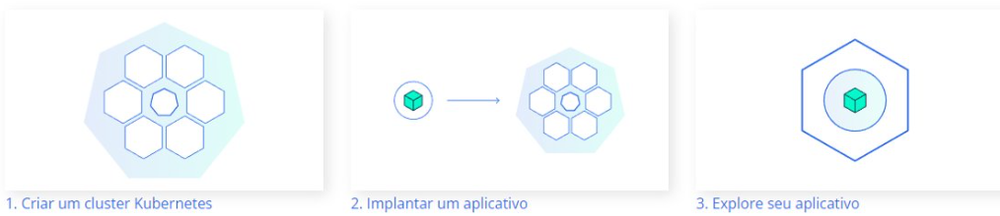 1. Criar um cluster Kubernetes
2. Implantar um aplicativo
3. Explore seu aplicativo